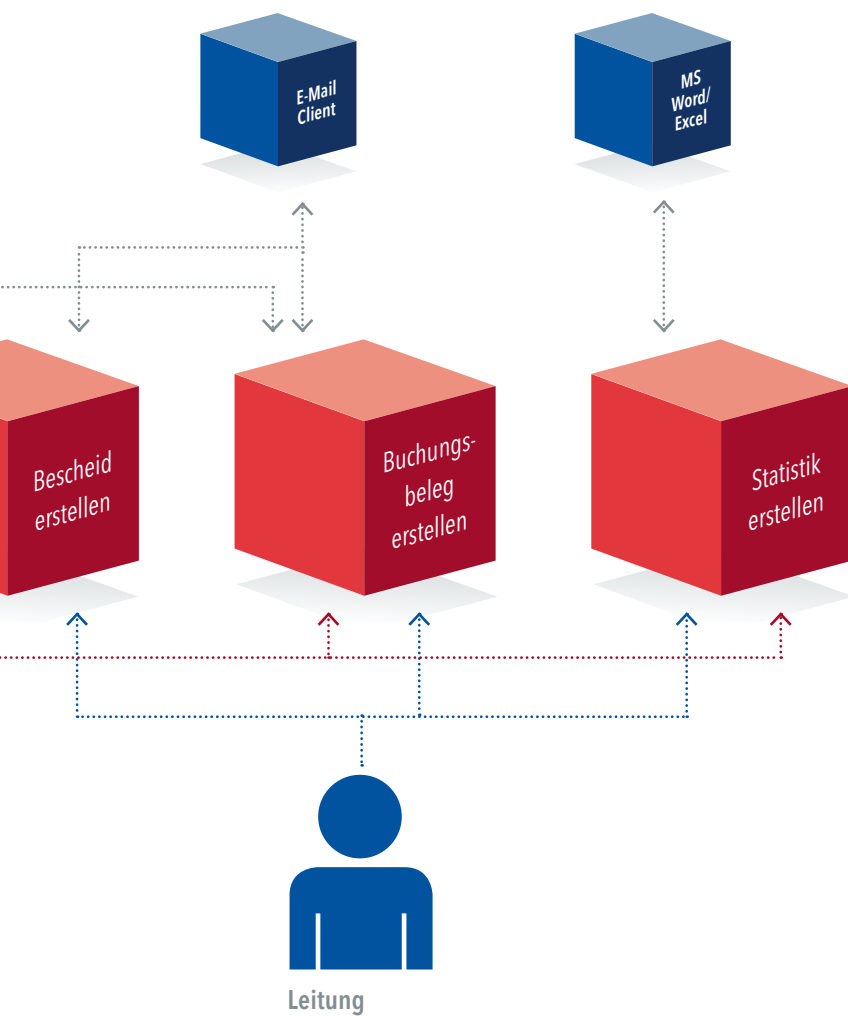 E-Mail
Client
MS
Word/
Excel
Bescheid
erstellen
Buchungs-
beleg
erstellen
Statistik
erstellen
Leitung